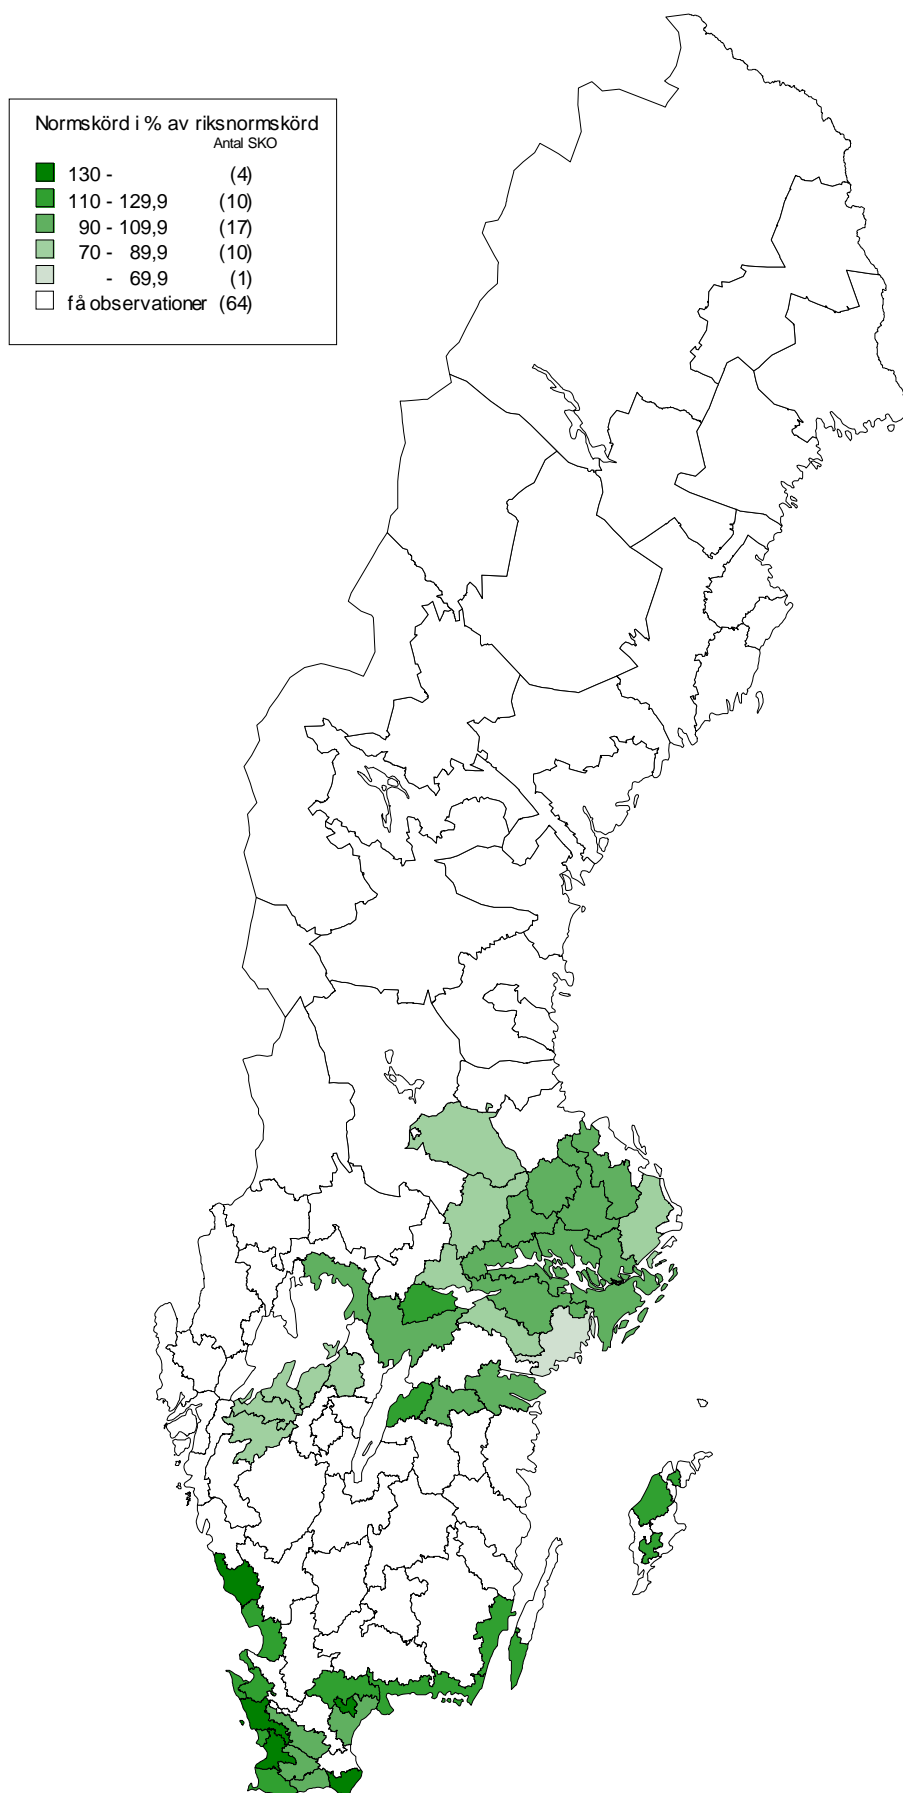 Normskörd i % av riksnormskörd
Antal SKO
130 - (4)
110 - 129,9 (10)
90 - 109,9 (17)
70 - 89,9 (10)
- 69,9 (1)
få observationer (64)